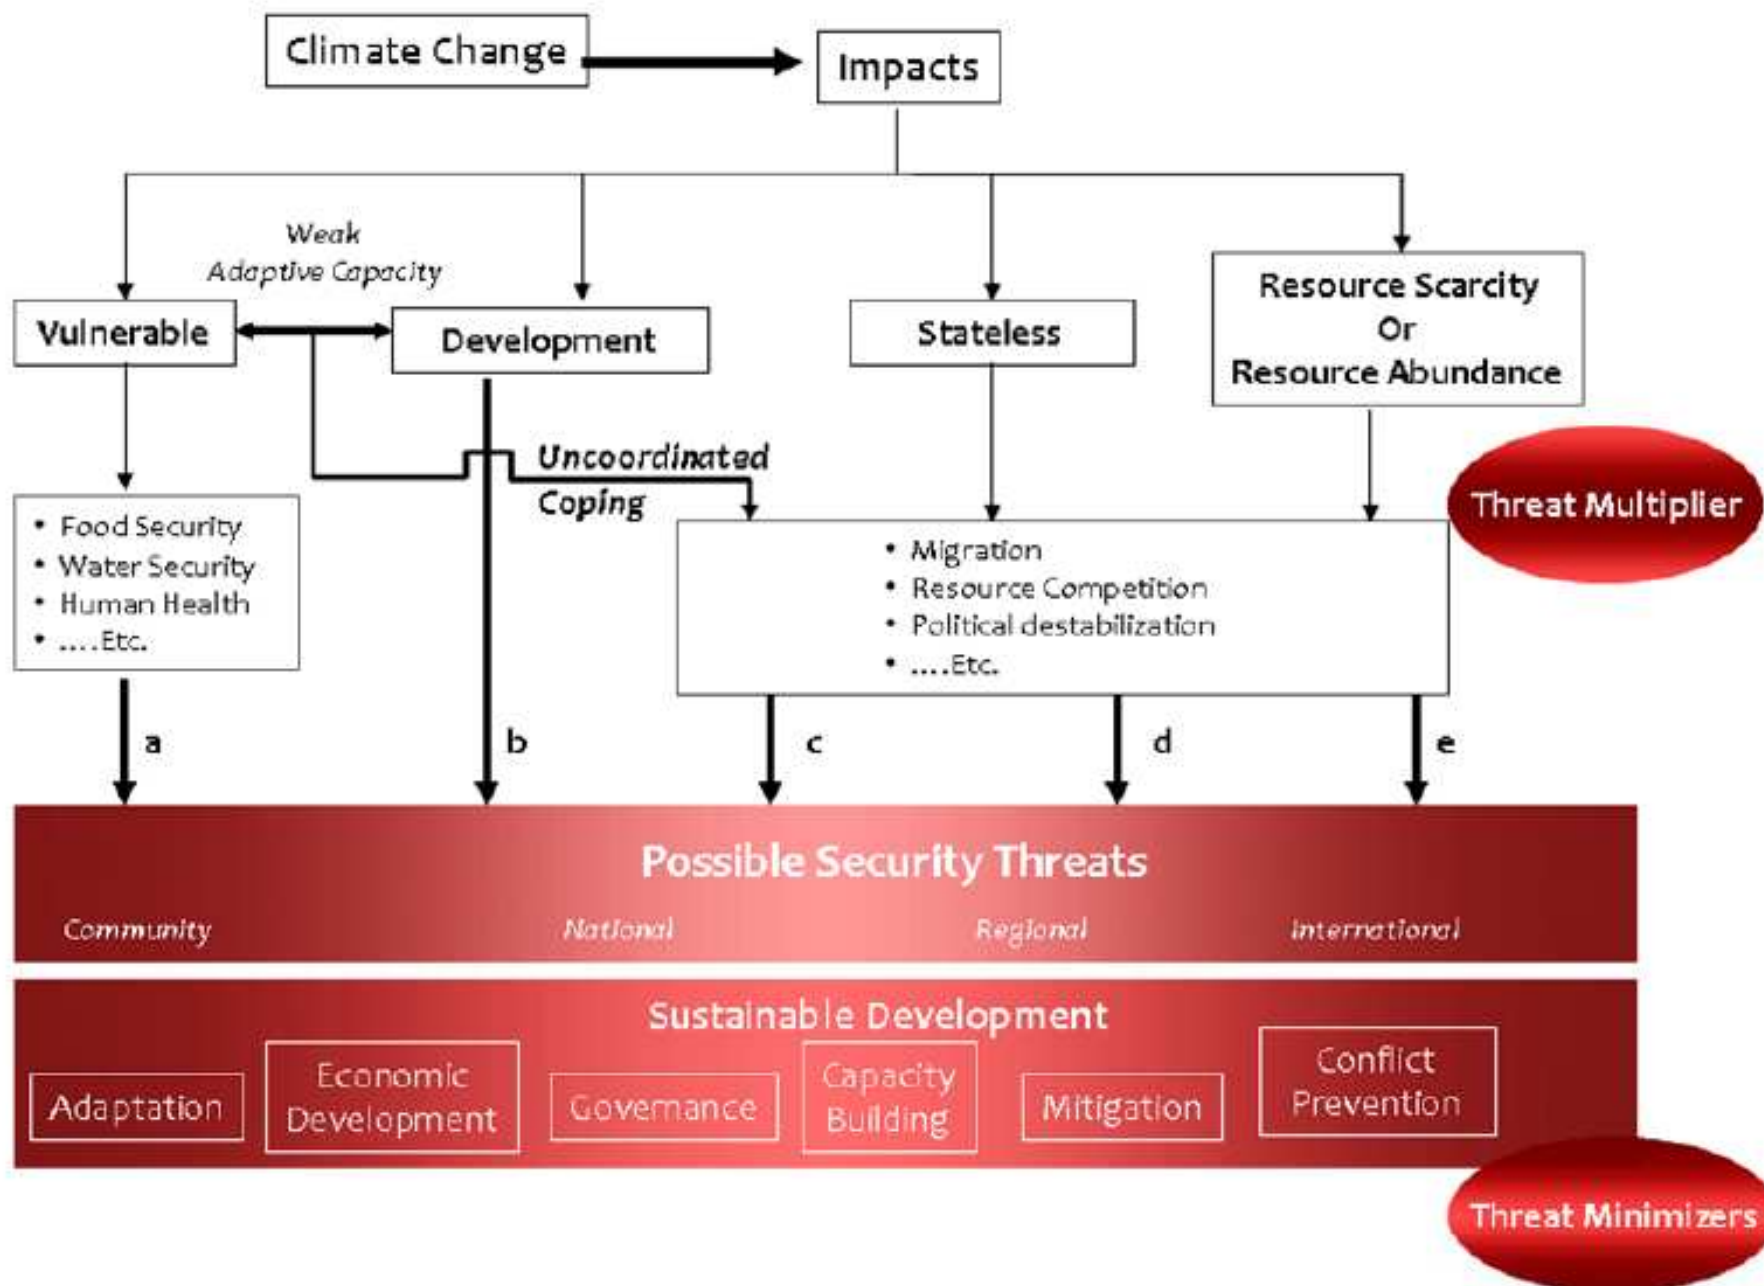 Climate Change
Impacts
Weak
Adaptive Capacity
Vulnerable
Development
Stateless
Resource Scarcity
Or
Resource Abundance
Uncoordinated
Coping
Threat Multiplier
• Food Security
• Water Security
• Human Health
• ....Etc.
• Migration
• Resource Competition
• Political destabilization
• ....Etc.
a
b
c
d
e
Possible Security Threats
Community
National
Regional
International
Sustainable Development
Adaptation
Economic
Development
Governance
Capacity
Building
Mitigation
Conflict
Prevention
Threat Minimizers